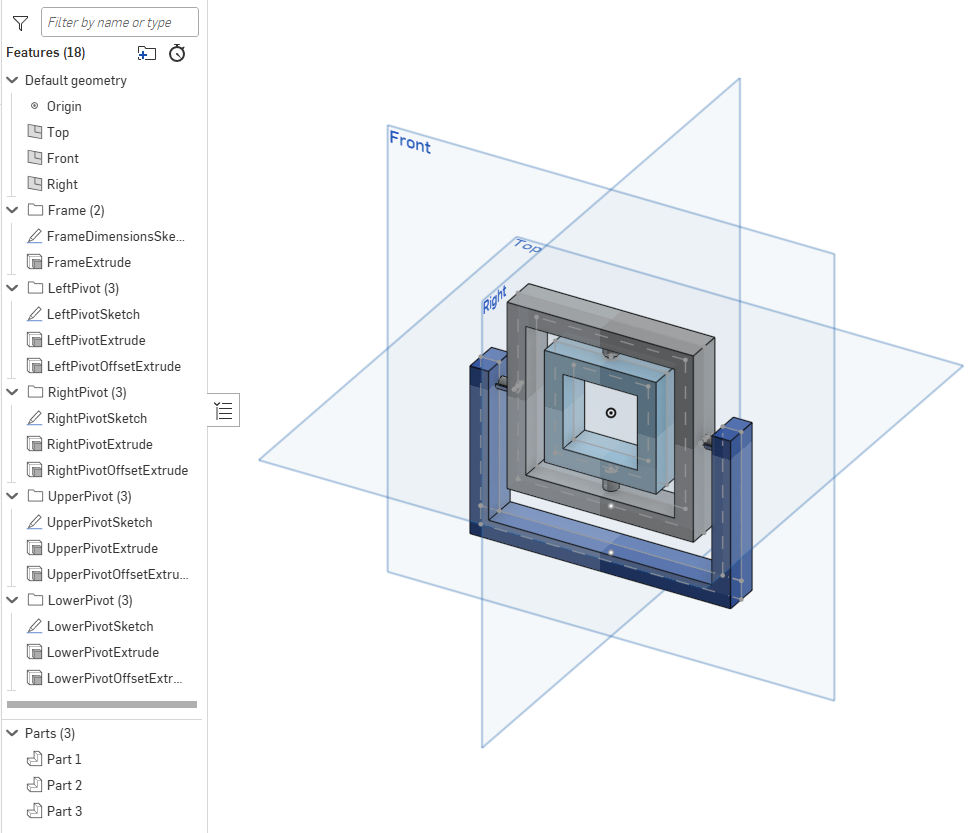 Filter by name or type
Features (18)
Default geometry
Origin
Top
Front
Right
Frame (2)
FrameDimensionsSke...
FrameExtrude
LeftPivot (3)
LeftPivotSketch
LeftPivotExtrude
LeftPivotOffsetExtrude
RightPivot (3)
RightPivotSketch
RightPivotExtrude
RightPivotOffsetExtrude
UpperPivot (3)
UpperPivotSketch
UpperPivotExtrude
UpperPivotOffsetExtru...
LowerPivot (3)
LowerPivotSketch
LowerPivotExtrude
LowerPivotOffsetExtr...
Parts (3)
Part 1
Part 2
Part 3
Front
Top
Right